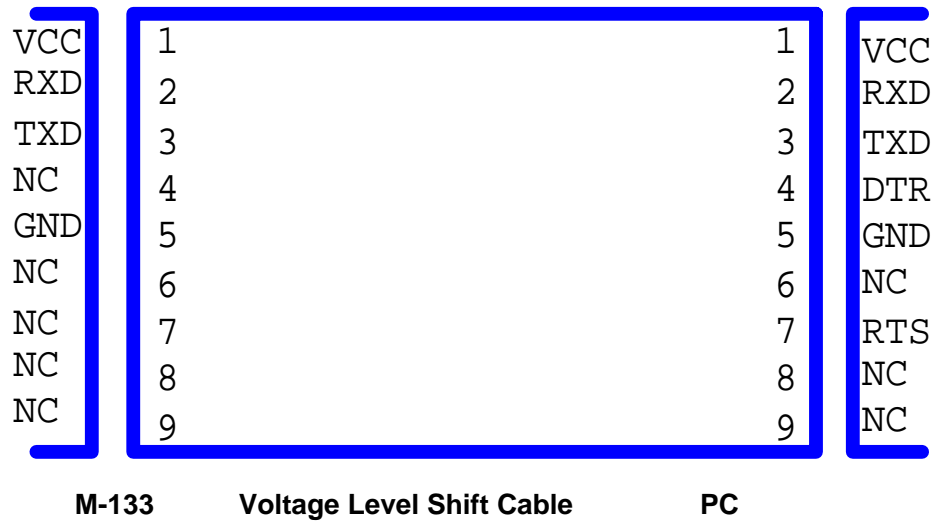 VCC 1 1 VCC
RXD 2 2 RXD
TXD 3 3 TXD
NC 4 4 DTR
GND 5 5 GND
NC 6 6 NC
NC 7 7 RTS
NC 8 8 NC
NC 9 9 NC
M-133 Voltage Level Shift Cable PC